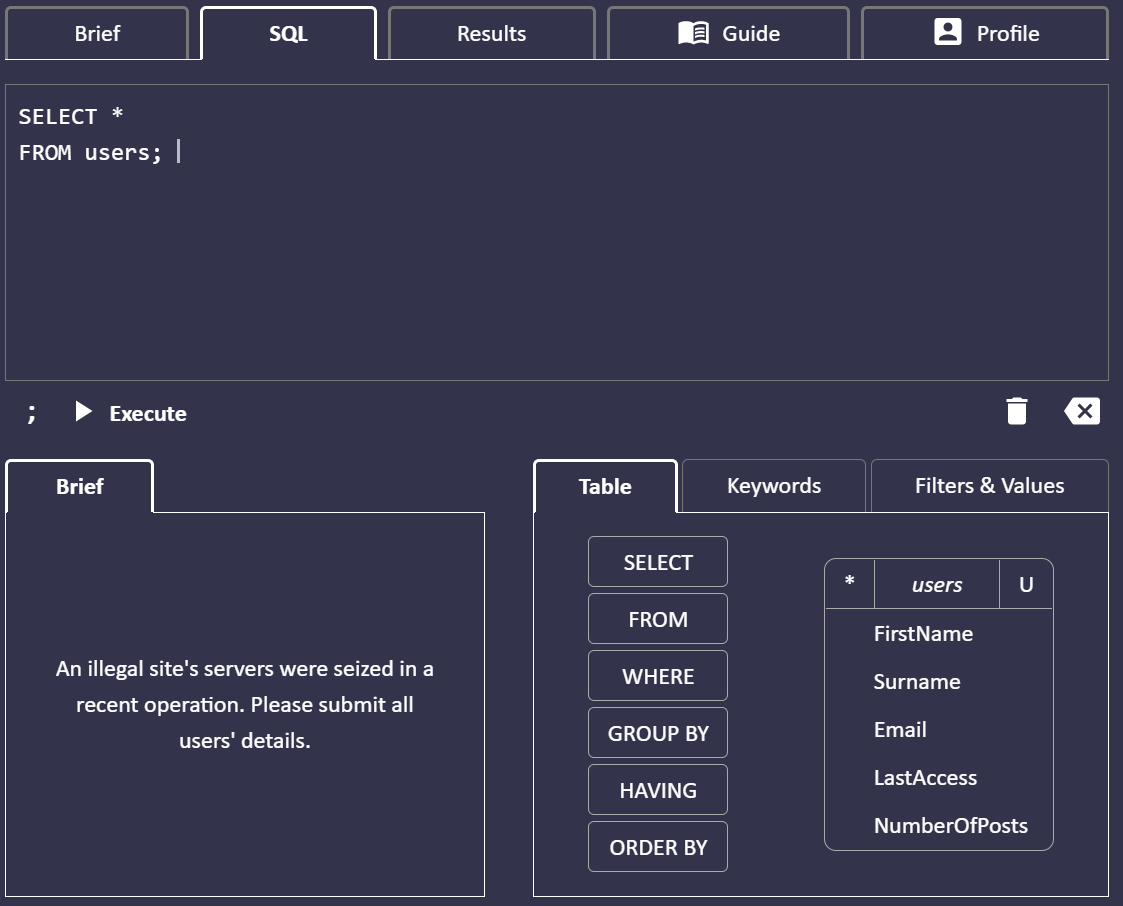 Brief
SQL
Results
Guide
Profile
SELECT *
FROM users;
; Execute
Brief
An illegal site's servers were seized in a
recent operation. Please submit all
users' details.
Table
Keywords
Filters & Values
SELECT
FROM
WHERE
GROUP BY
HAVING
ORDER BY
* users U
FirstName
Surname
Email
LastAccess
NumberOfPosts